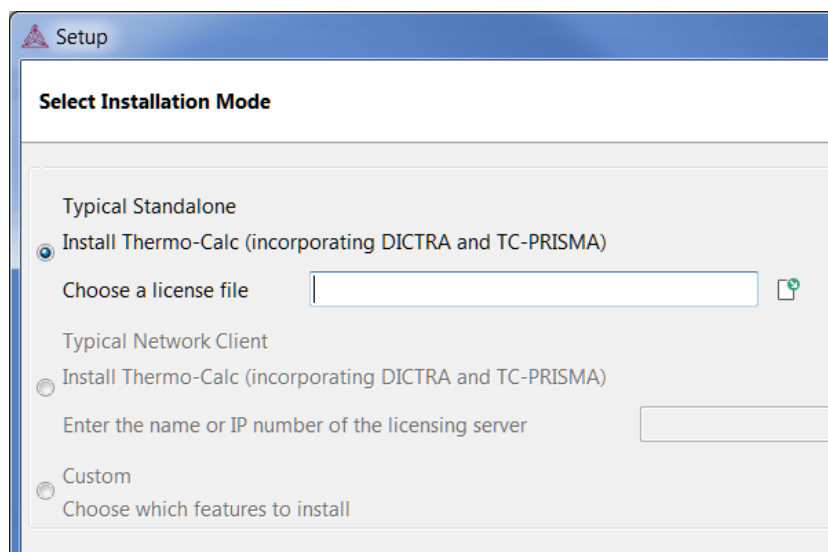 Setup
Select Installation Mode
Typical Standalone
Install Thermo-Calc (incorporating DICTRA and TC-PRISMA)
Choose a license file
Typical Network Client
Install Thermo-Calc (incorporating DICTRA and TC-PRISMA)
Enter the name or IP number of the licensing server
Custom
Choose which features to install